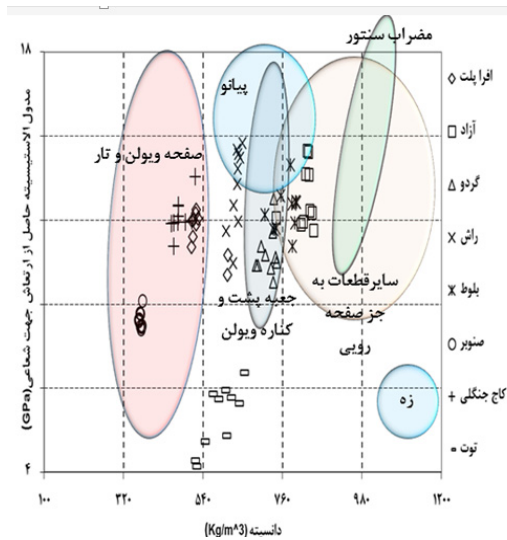 مضراب سنتور
۱۸
پیانو
صفحه ویولن و تار
سایرقطعات به
جز صفحه
رویی
جعبه پشت و
کناره ویولن
زه
۴
۱۰۰ ۳۲۰ ۵۴۰ ۷۶۰ ۹۸۰ ۱۲۰۰
دانسیته (Kg/m^3)
مدول الاستیسیته حاصل از ارتعاش جهت شعاعی (GPa)
افرا پلت
آزاد
گردو
راش
بلوط
صنوبر
کاج جنگلی
توت